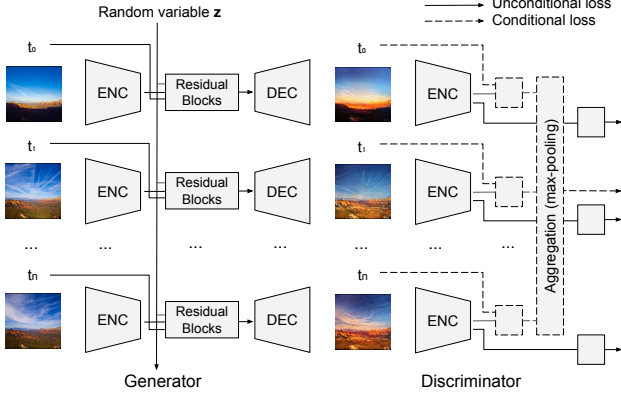 Unconditional loss
Random variable z
Conditional loss
t₀
ENC
Residual
Blocks
DEC
t₀
ENC
t₁
ENC
Residual
Blocks
DEC
t₁
ENC
... ... ... ... ... ... ...
tn
ENC
Residual
Blocks
DEC
tn
ENC
Aggregation (max-pooling)
Generator
Discriminator